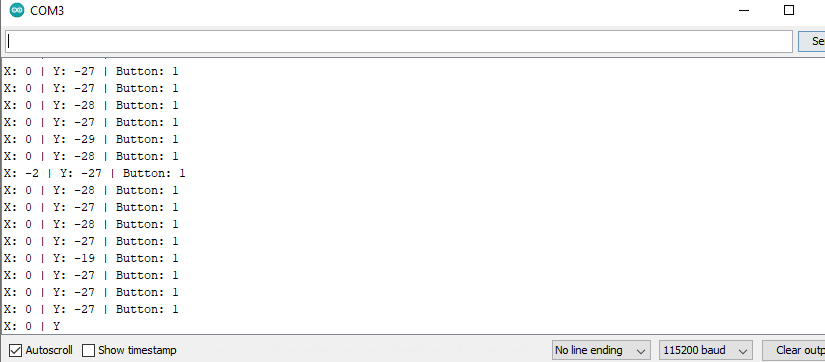 COM3
Se
X: 0 | Y: -27 | Button: 1
X: 0 | Y: -27 | Button: 1
X: 0 | Y: -28 | Button: 1
X: 0 | Y: -27 | Button: 1
X: 0 | Y: -29 | Button: 1
X: 0 | Y: -28 | Button: 1
X: -2 | Y: -27 | Button: 1
X: 0 | Y: -28 | Button: 1
X: 0 | Y: -27 | Button: 1
X: 0 | Y: -28 | Button: 1
X: 0 | Y: -27 | Button: 1
X: 0 | Y: -19 | Button: 1
X: 0 | Y: -27 | Button: 1
X: 0 | Y: -27 | Button: 1
X: 0 | Y: -27 | Button: 1
X: 0 | Y
Autoscroll Show timestamp No line ending 115200 baud Clear outp